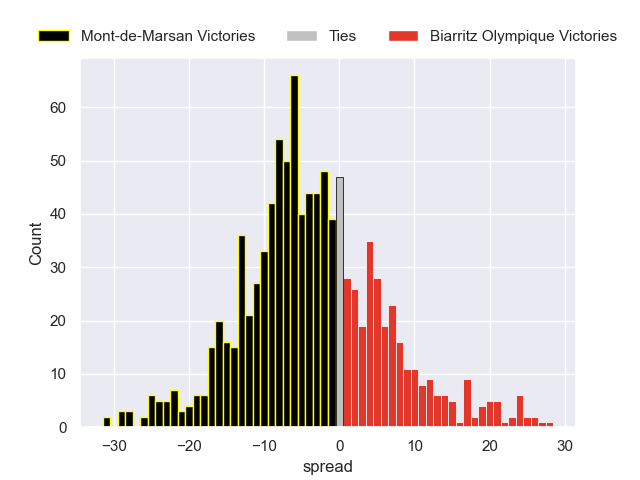 Mont-de-Marsan Victories Ties Biarritz Olympique Victories
60
50
40
30
20
10
0
Count
−30 −20 −10 0 10 20 30
spread